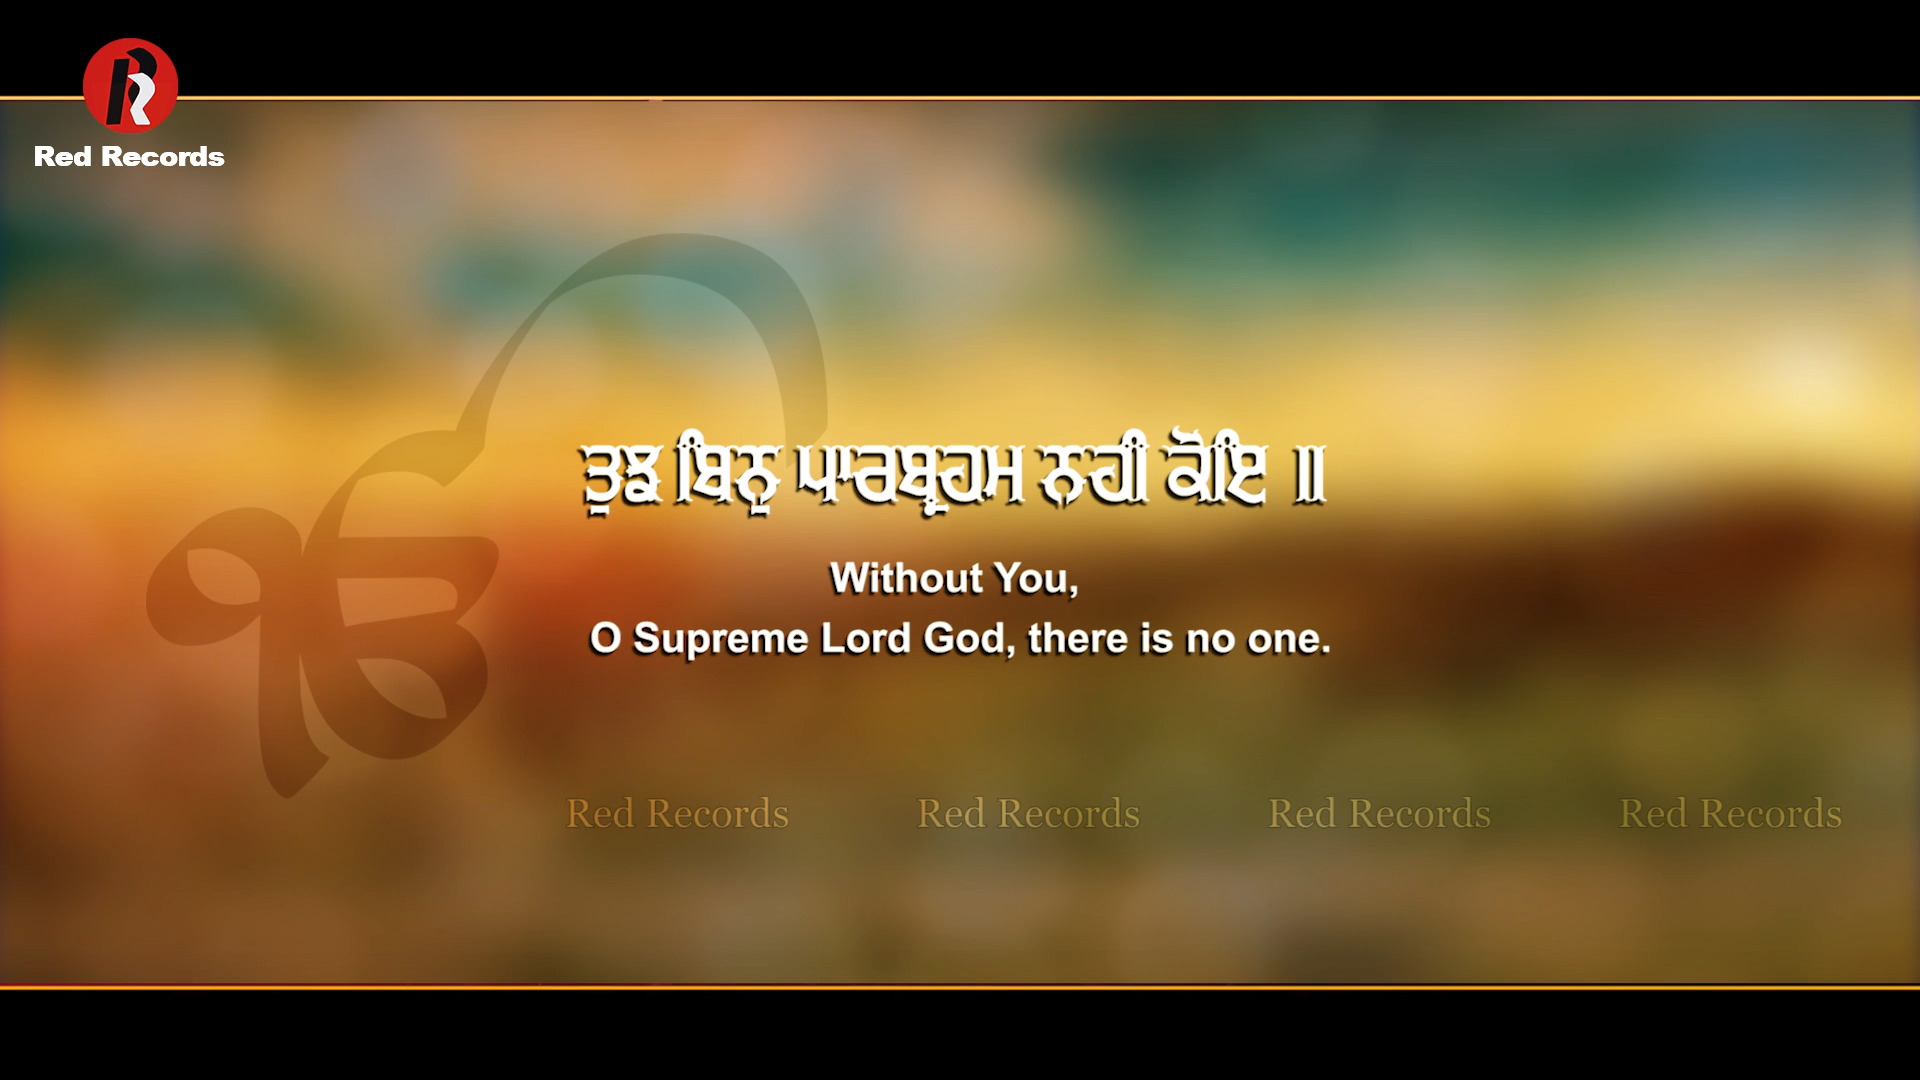 Red Records
ਤੁਝ ਬਿਨੁ ਪਾਰਬ੍ਰਹਮ ਨਹੀ ਕੋਇ ॥
Without You,
O Supreme Lord God, there is no one.
Red Records Red Records Red Records Red Records